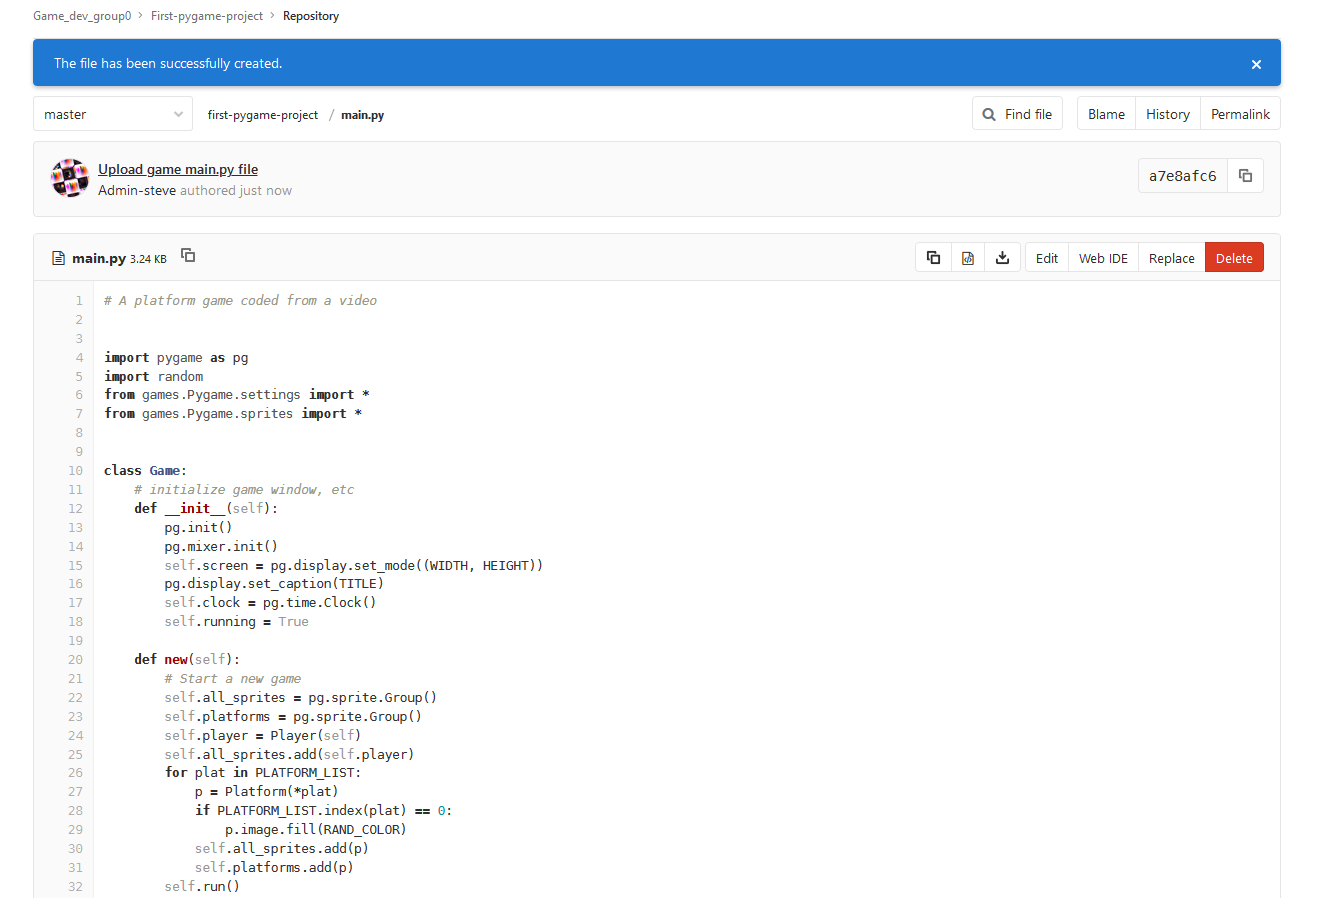 Game_dev_group0 > First-pygame-project > Repository
The file has been successfully created. ×
master first-pygame-project / main.py Find file Blame History Permalink
Upload game main.py file
Admin-steve authored just now
a7e8afc6
main.py 3.24 KB Edit Web IDE Replace Delete
1 # A platform game coded from a video
2
3
4 import pygame as pg
5 import random
6 from games.Pygame.settings import *
7 from games.Pygame.sprites import *
8
9
10 class Game:
11     # initialize game window, etc
12     def __init__(self):
13         pg.init()
14         pg.mixer.init()
15         self.screen = pg.display.set_mode((WIDTH, HEIGHT))
16         pg.display.set_caption(TITLE)
17         self.clock = pg.time.Clock()
18         self.running = True
19
20     def new(self):
21         # Start a new game
22         self.all_sprites = pg.sprite.Group()
23         self.platforms = pg.sprite.Group()
24         self.player = Player(self)
25         self.all_sprites.add(self.player)
26         for plat in PLATFORM_LIST:
27             p = Platform(*plat)
28             if PLATFORM_LIST.index(plat) == 0:
29                 p.image.fill(RAND_COLOR)
30             self.all_sprites.add(p)
31             self.platforms.add(p)
32         self.run()